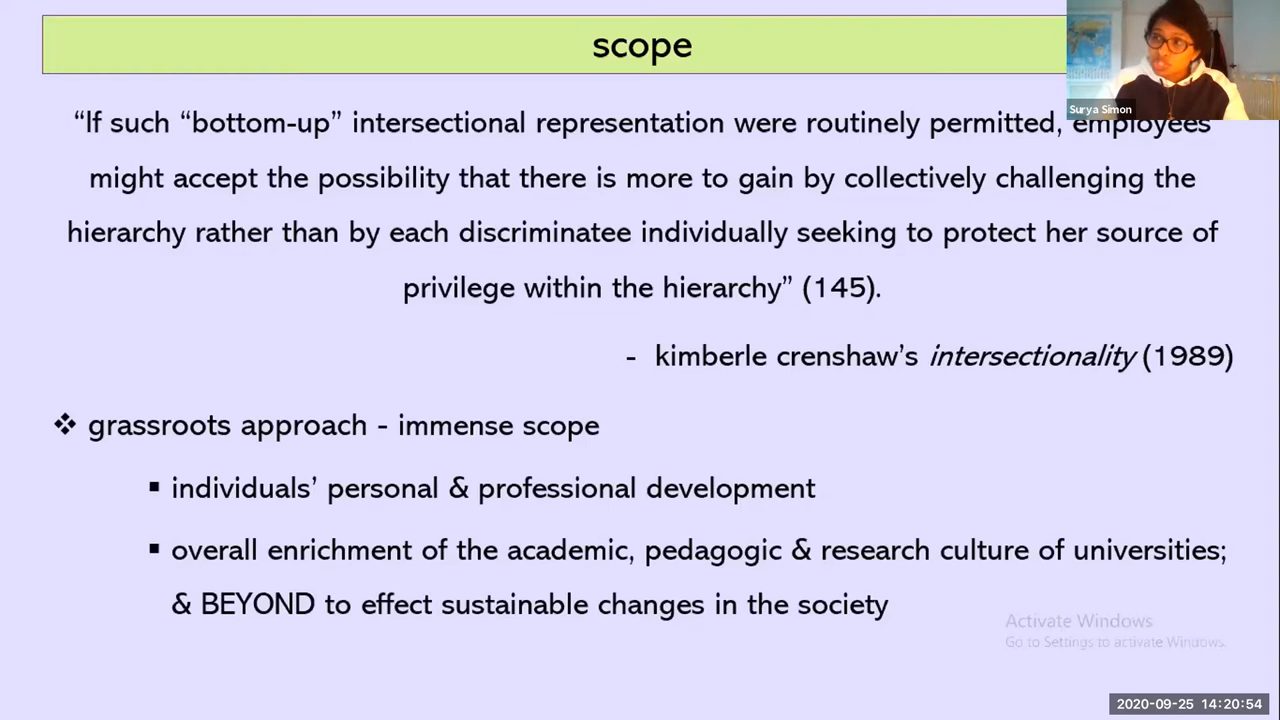 scope
Surya Simon
“If such “bottom-up” intersectional representation were routinely permitted, employees
might accept the possibility that there is more to gain by collectively challenging the
hierarchy rather than by each discriminatee individually seeking to protect her source of
privilege within the hierarchy” (145).
- kimberle crenshaw’s intersectionality (1989)
❖ grassroots approach - immense scope
▪ individuals’ personal & professional development
▪ overall enrichment of the academic, pedagogic & research culture of universities;
& BEYOND to effect sustainable changes in the society
Activate Windows
Go to Settings to activate Windows.
2020-09-25 14:20:54